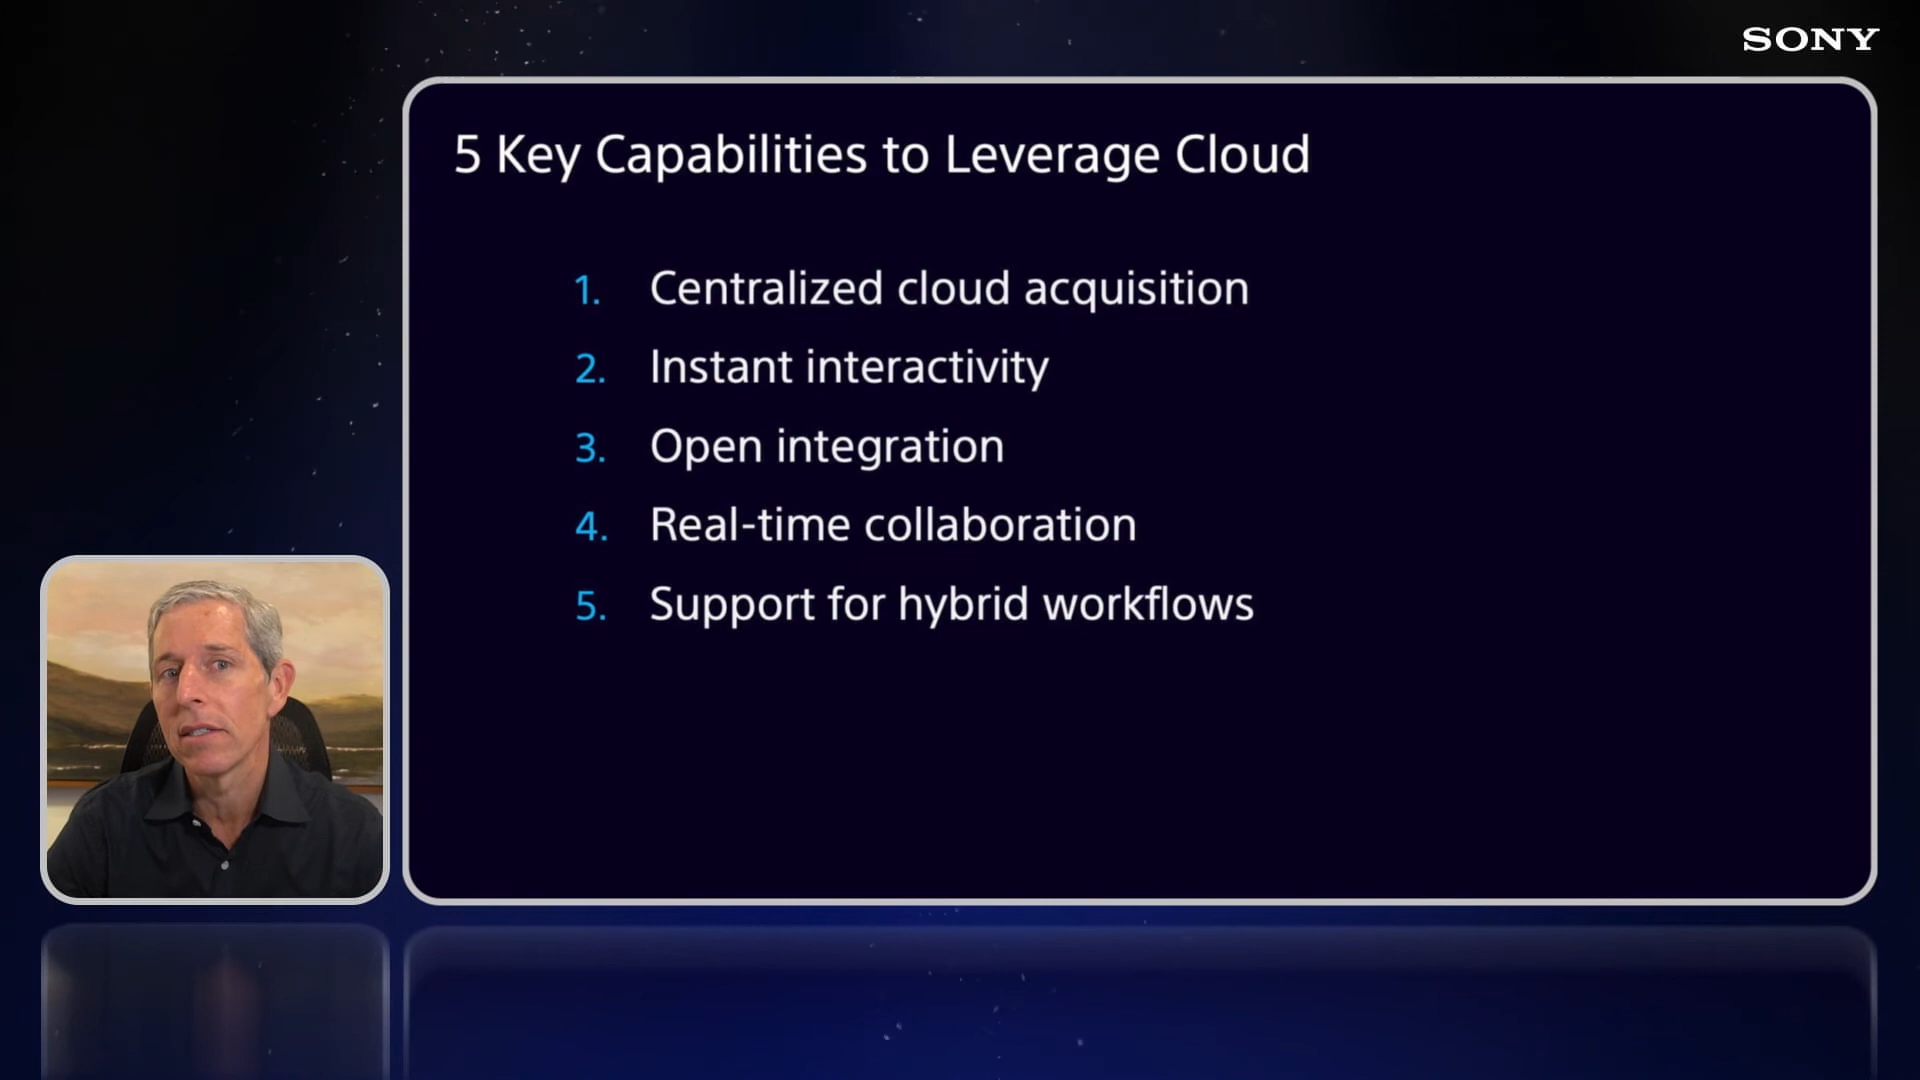 SONY
5 Key Capabilities to Leverage Cloud
1. Centralized cloud acquisition
2. Instant interactivity
3. Open integration
4. Real-time collaboration
5. Support for hybrid workflows